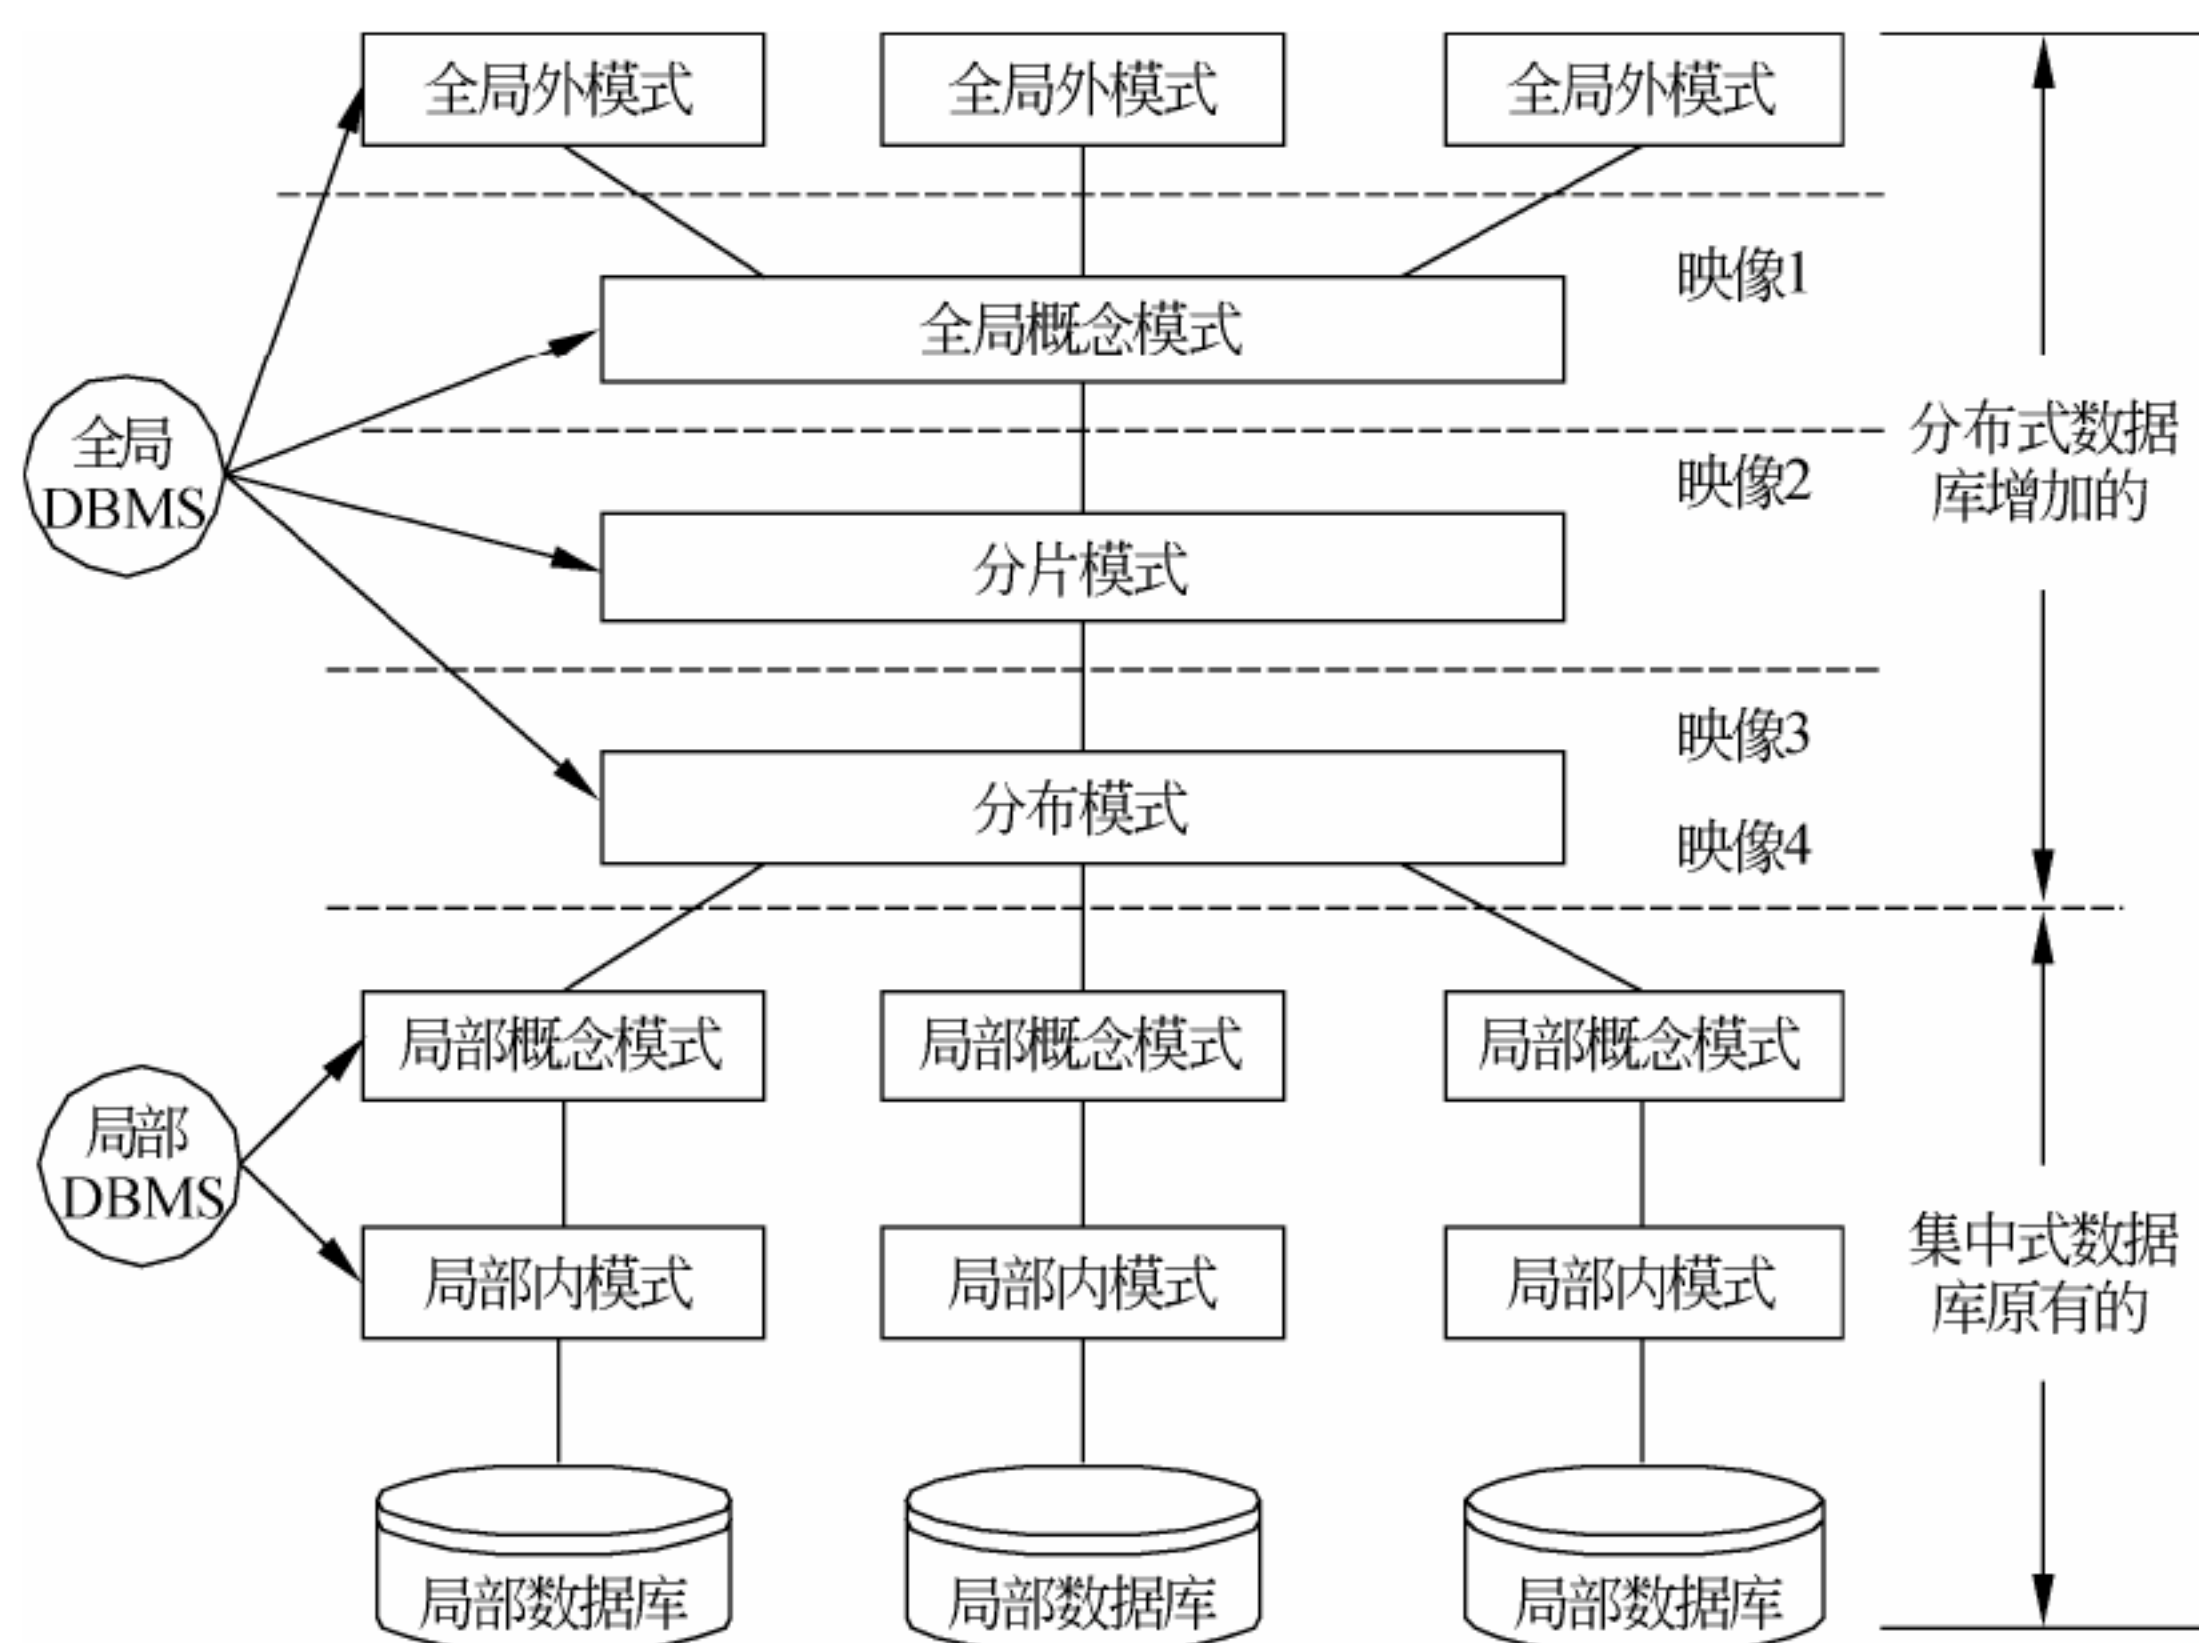 全局外模式
全局外模式
全局外模式
映像1
全局概念模式
全局
DBMS
分布式数据
库增加的
映像2
分片模式
映像3
分布模式
映像4
局部概念模式
局部概念模式
局部概念模式
局部
DBMS
局部内模式
局部内模式
局部内模式
集中式数据
库原有的
局部数据库
局部数据库
局部数据库